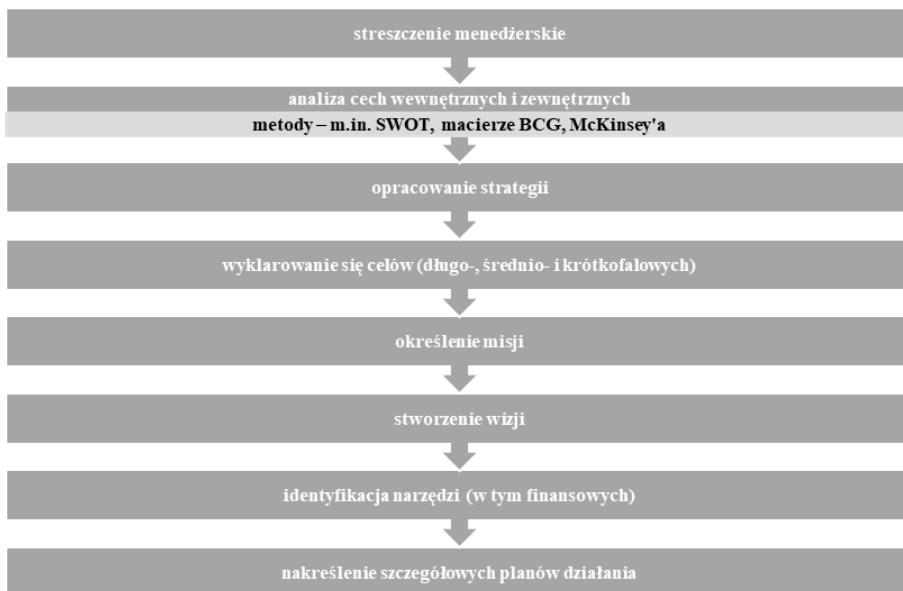 streszczenie menedżerskie
analiza cech wewnętrznych i zewnętrznych
metody – m.in. SWOT, macierze BCG, McKinsey'a
opracowanie strategii
wyklarowanie się celów (długo-, średnio- i krótkofalowych)
określenie misji
stworzenie wizji
identyfikacja narzędzi (w tym finansowych)
nakreślenie szczegółowych planów działania